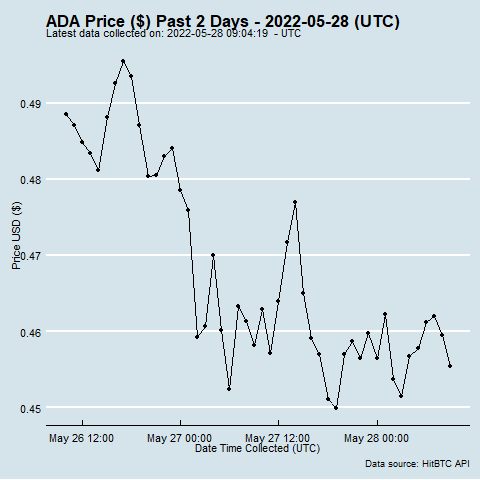 ADA Price ($) Past 2 Days - 2022-05-28 (UTC)
Latest data collected on: 2022-05-28 09:04:19 - UTC
0.49
0.48
0.47
0.46
0.45
Price USD ($)
May 26 12:00 May 27 00:00 May 27 12:00 May 28 00:00
Date Time Collected (UTC)
Data source: HitBTC API